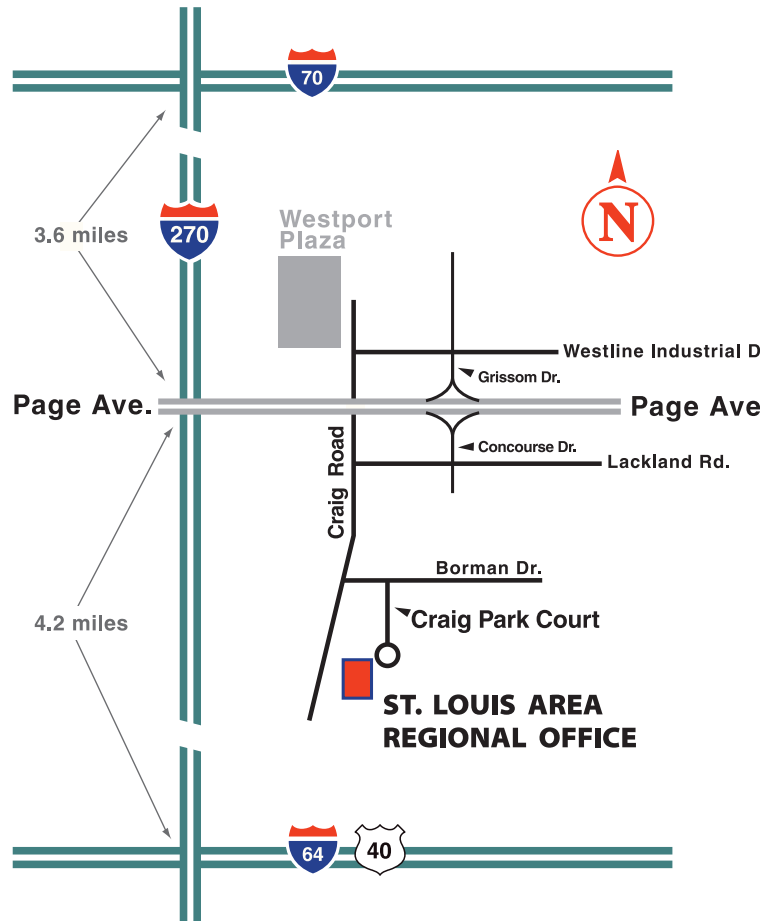 70
Westport
Plaza
N
3.6 miles
270
Westline Industrial D
Grissom Dr.
Page Ave.
Page Ave
Concourse Dr.
Craig Road
Lackland Rd.
Borman Dr.
Craig Park Court
4.2 miles
ST. LOUIS AREA
REGIONAL OFFICE
64
40